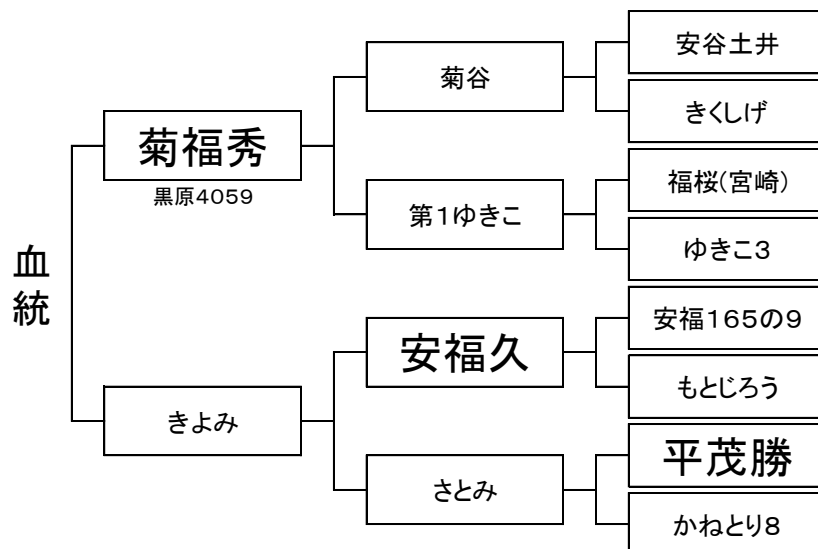 血統
菊福秀
黒原4059
きよみ
菊谷
第1ゆきこ
安福久
さとみ
安谷土井
きくしげ
福桜(宮崎)
ゆきこ3
安福165の9
もとじろう
平茂勝
かねとり8